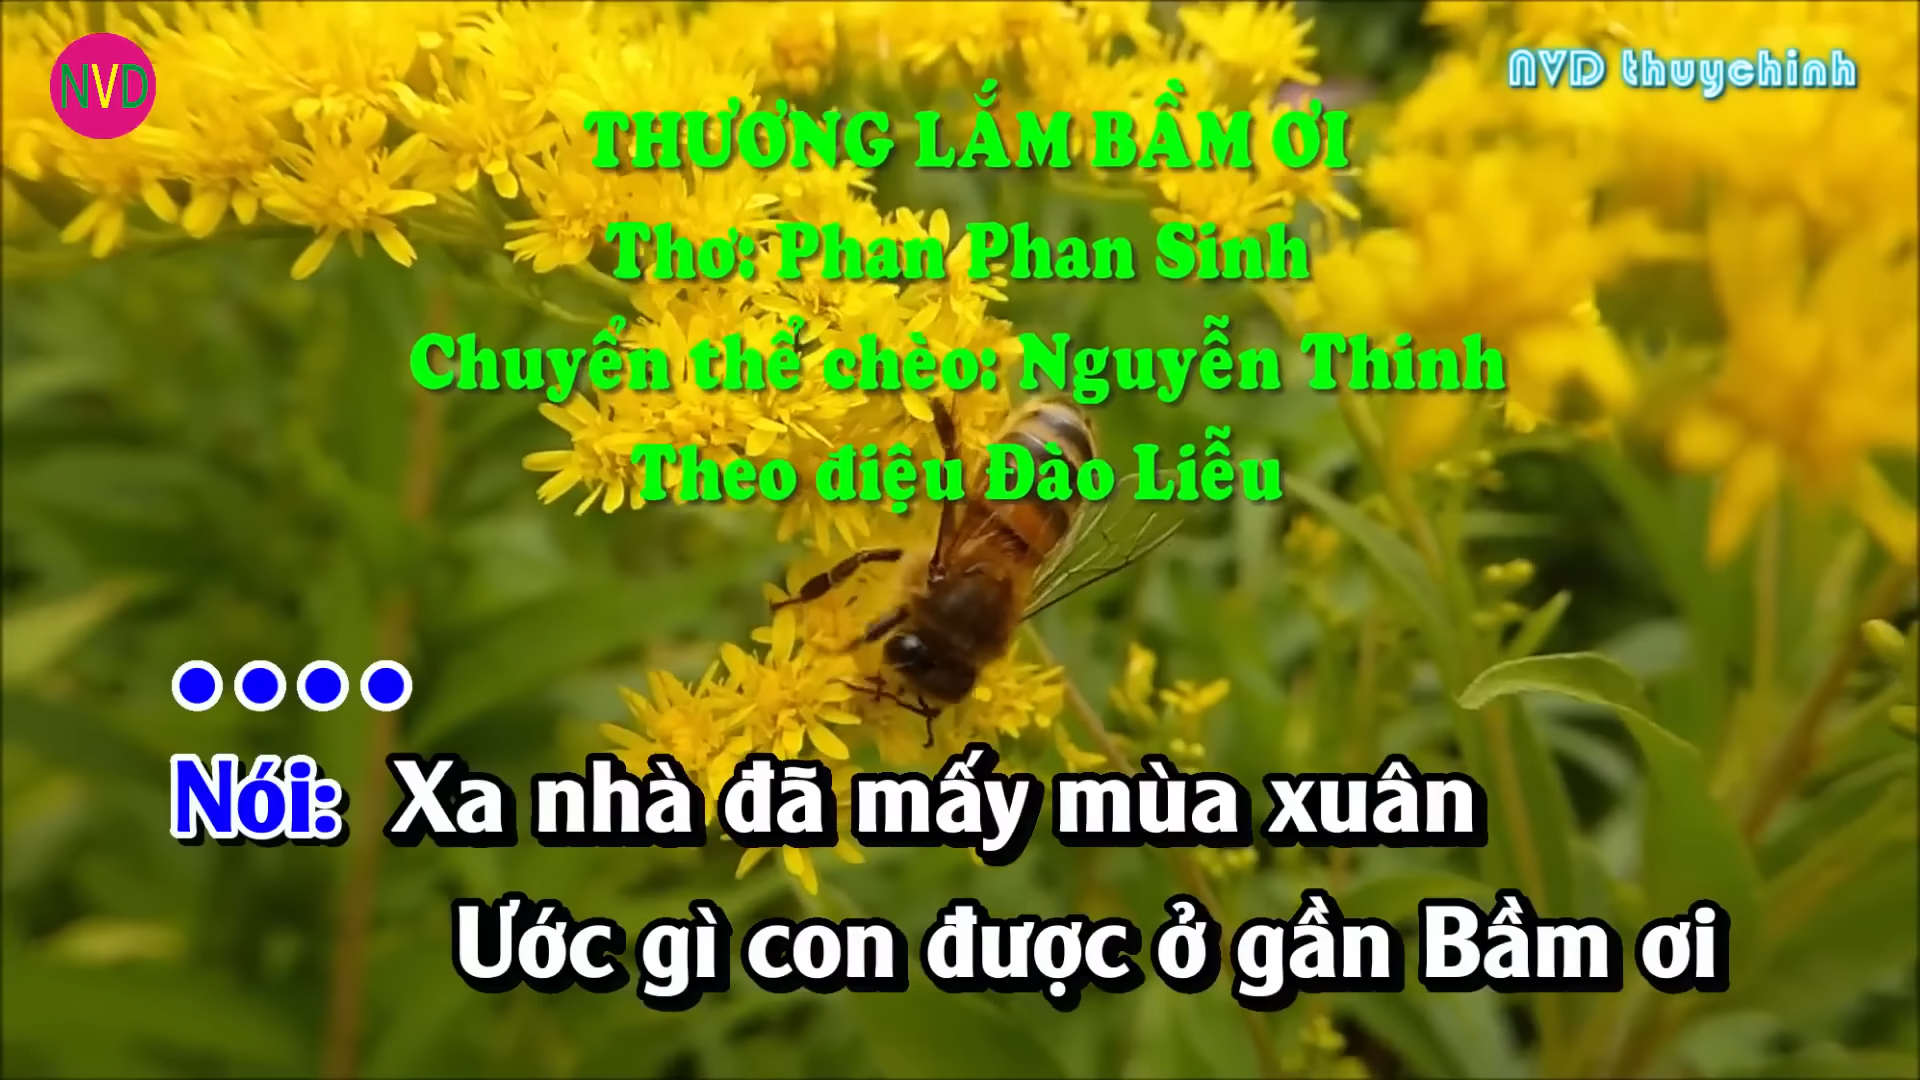 NVD
NVD thuychinh
THƯƠNG LẮM BẦM ƠI
Thơ: Phan Phan Sinh
Chuyển thể chèo: Nguyễn Thinh
Theo điệu Đào Liễu
Nói: Xa nhà đã mấy mùa xuân
Ước gì con được ở gần Bầm ơi